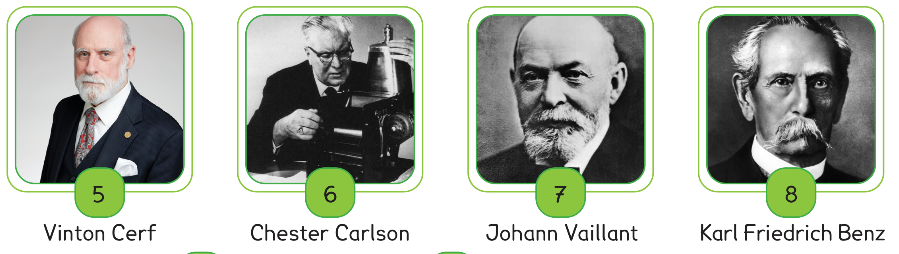 5 6 7 8
Vinton Cerf Chester Carlson Johann Vaillant Karl Friedrich Benz